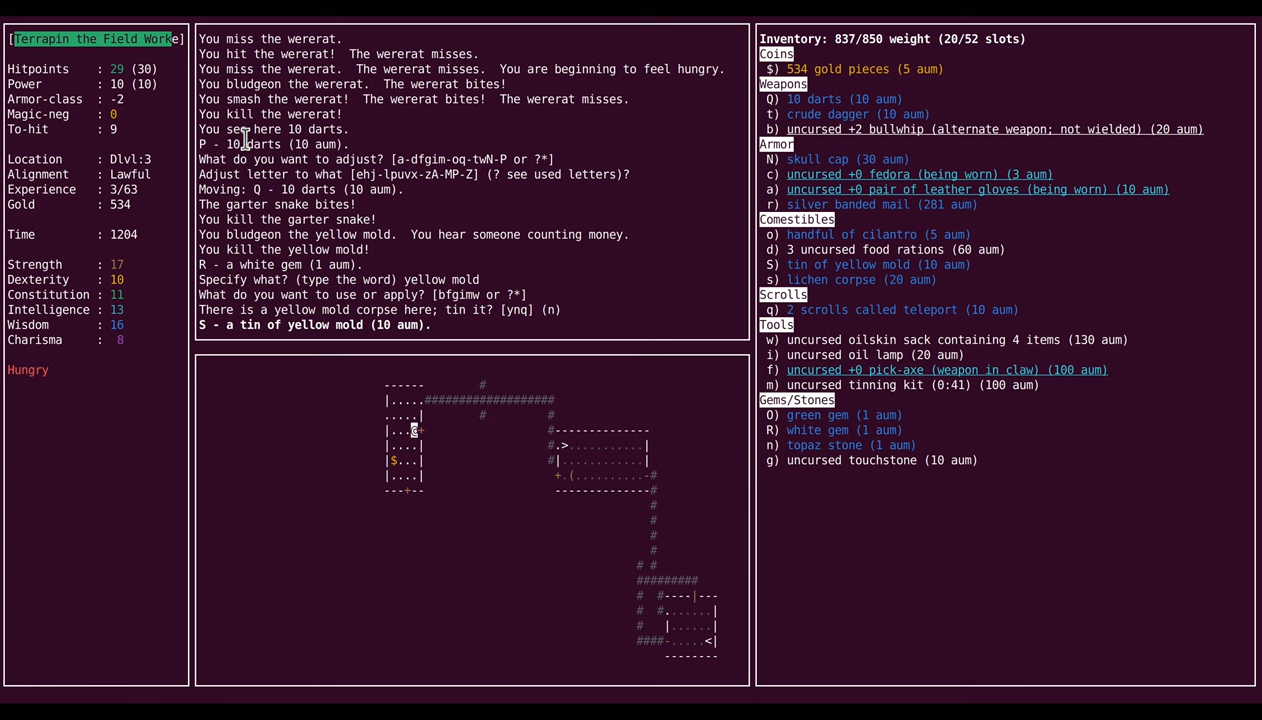 [Terrapin the Field Worke]
Hitpoints : 29 (30)
Power : 10 (10)
Armor-class : -2
Magic-neg : 0
To-hit : 9
Location : Dlvl:3
Alignment : Lawful
Experience : 3/63
Gold : 534
Time : 1204
Strength : 17
Dexterity : 10
Constitution : 11
Intelligence : 13
Wisdom : 16
Charisma : 8
Hungry
You miss the wererat.
You hit the wererat!  The wererat misses.
You miss the wererat.  The wererat misses.  You are beginning to feel hungry.
You bludgeon the wererat.  The wererat bites!
You smash the wererat!  The wererat bites!  The wererat misses.
You kill the wererat!
You see here 10 darts.
P - 10 darts (10 aum).
What do you want to adjust? [a-dfgim-oq-twN-P or ?*]
Adjust letter to what [ehj-lpuvx-zA-MP-Z] (? see used letters)?
Moving: Q - 10 darts (10 aum).
The garter snake bites!
You kill the garter snake!
You bludgeon the yellow mold.  You hear someone counting money.
You kill the yellow mold!
R - a white gem (1 aum).
Specify what? (type the word) yellow mold
What do you want to use or apply? [bfgimw or ?*]
There is a yellow mold corpse here; tin it? [ynq] (n)
S - a tin of yellow mold (10 aum).
------        #
|.....###################
.....|        #         #
|...@+                  #-------------
|....|                  #.>...........|
|$...|                  #|............|
|....|                   +.(..........-#
---+--                   -------------#
#
#
#
#
# #
#########
#  #----|---
#  #.......|
#   |......|
####-.....<|
--------
Inventory: 837/850 weight (20/52 slots)
Coins
$) 534 gold pieces (5 aum)
Weapons
Q) 10 darts (10 aum)
t) crude dagger (10 aum)
b) uncursed +2 bullwhip (alternate weapon; not wielded) (20 aum)
Armor
N) skull cap (30 aum)
c) uncursed +0 fedora (being worn) (3 aum)
a) uncursed +0 pair of leather gloves (being worn) (10 aum)
r) silver banded mail (281 aum)
Comestibles
o) handful of cilantro (5 aum)
d) 3 uncursed food rations (60 aum)
S) tin of yellow mold (10 aum)
s) lichen corpse (20 aum)
Scrolls
q) 2 scrolls called teleport (10 aum)
Tools
w) uncursed oilskin sack containing 4 items (130 aum)
i) uncursed oil lamp (20 aum)
f) uncursed +0 pick-axe (weapon in claw) (100 aum)
m) uncursed tinning kit (0:41) (100 aum)
Gems/Stones
O) green gem (1 aum)
R) white gem (1 aum)
n) topaz stone (1 aum)
g) uncursed touchstone (10 aum)